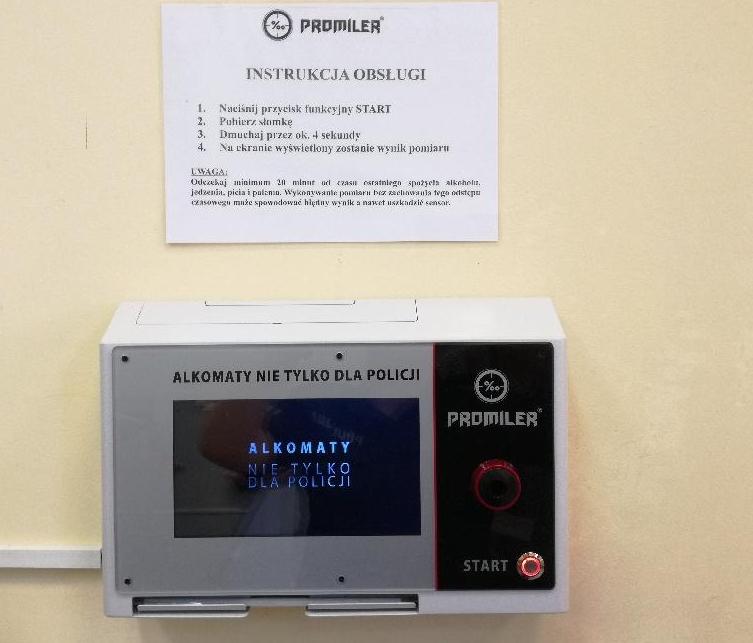 ‰ PROMILER®
INSTRUKCJA OBSŁUGI
1. Naciśnij przycisk funkcyjny START
2. Pobierz słomkę
3. Dmuchaj przez ok. 4 sekundy
4. Na ekranie wyświetlony zostanie wynik pomiaru
UWAGA:
Odczekaj minimum 20 minut od czasu ostatniego spożycia alkoholu,
jedzenia, picia i palenia. Wykonywanie pomiaru bez zachowania tego odstępu
czasowego może spowodować błędny wynik a nawet uszkodzić sensor.
ALKOMATY NIE TYLKO DLA POLICJI
ALKOMATY
NIE TYLKO
DLA POLICJI
‰
PROMILER®
START